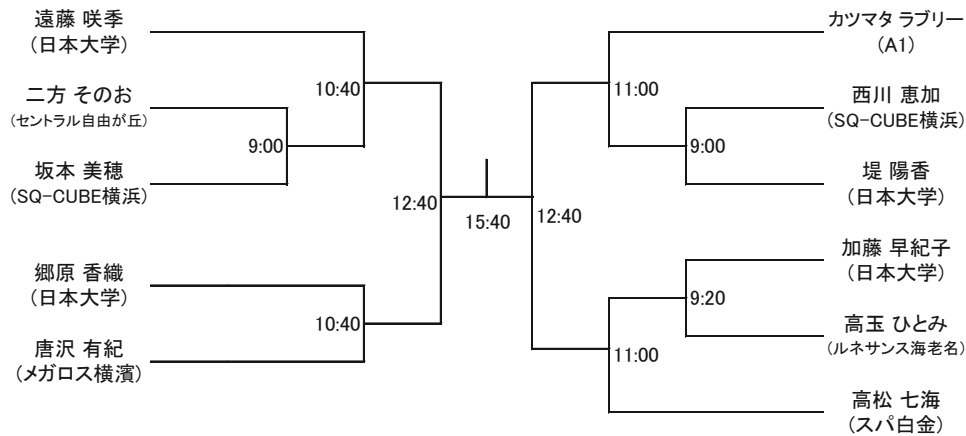 遠藤 咲季
(日本大学)
10:40
二方 そのお
(セントラル自由が丘)
9:00
坂本 美穂
(SQ-CUBE横浜)
12:40
郷原 香織
(日本大学)
10:40
唐沢 有紀
(メガロス横濱)
15:40
カツマタ ラブリー
(A1)
11:00
西川 恵加
(SQ-CUBE横浜)
9:00
堤 陽香
(日本大学)
12:40
加藤 早紀子
(日本大学)
9:20
高玉 ひとみ
(ルネサンス海老名)
11:00
高松 七海
(スパ白金)